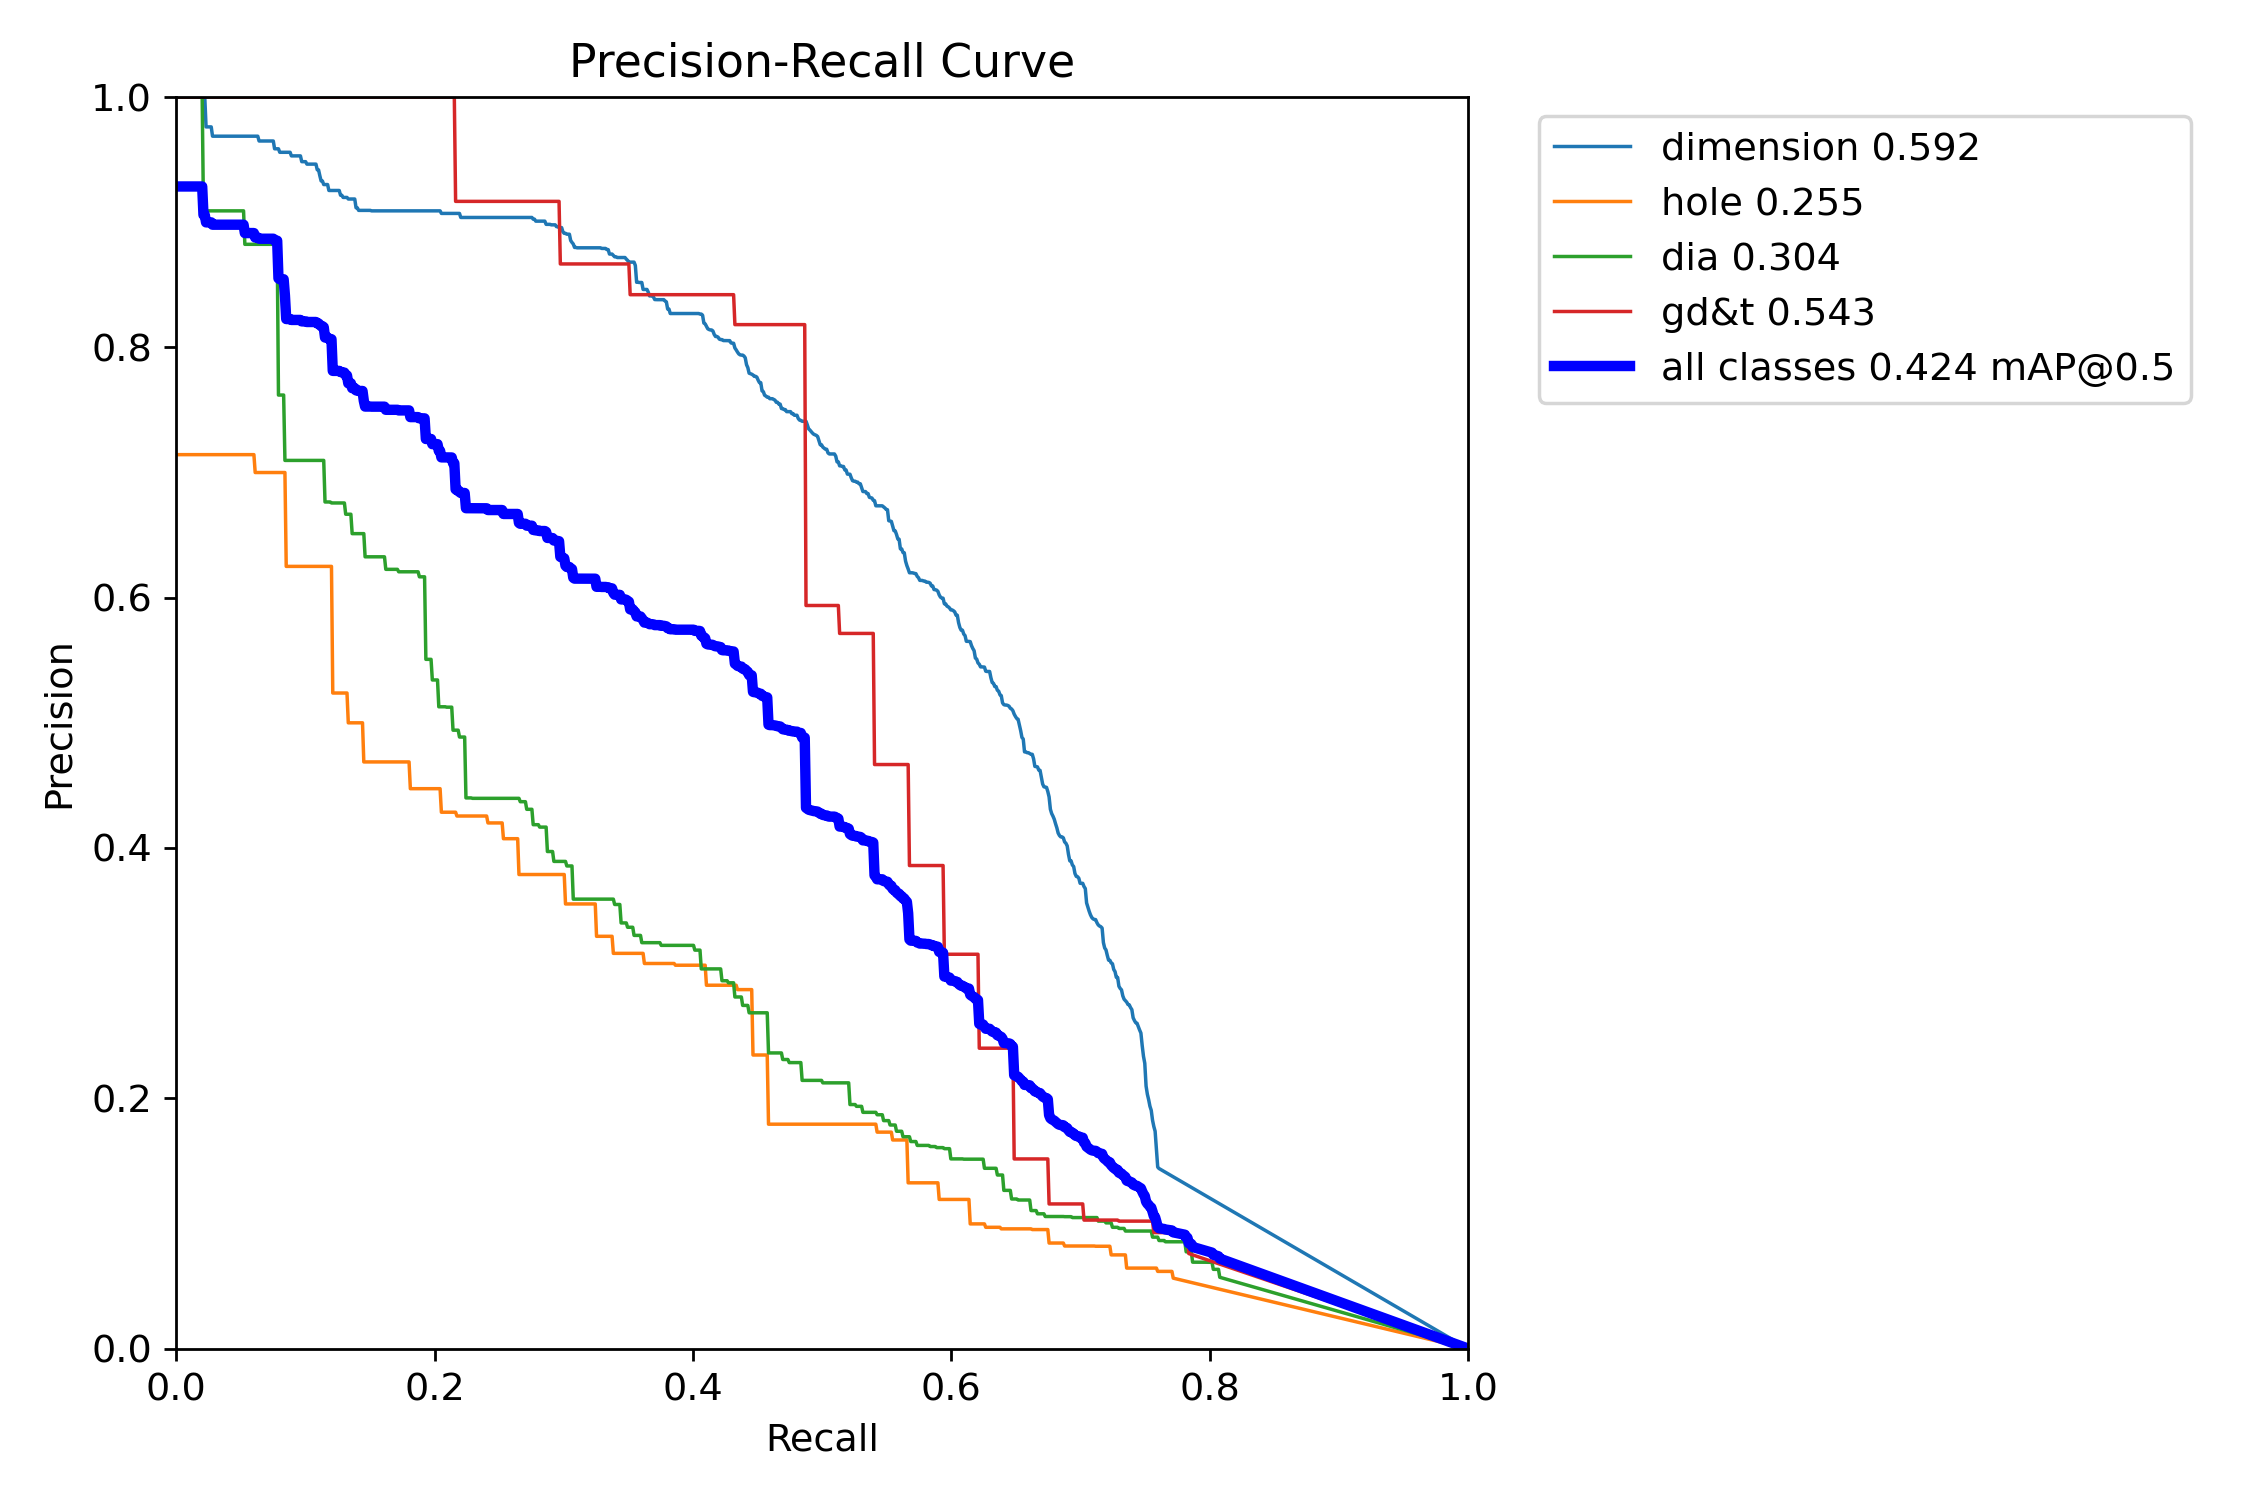 Precision-Recall Curve
1.0
0.8
0.6
0.4
0.2
0.0
Precision
0.0 0.2 0.4 0.6 0.8 1.0
Recall
dimension 0.592
hole 0.255
dia 0.304
gd&t 0.543
all classes 0.424 mAP@0.5